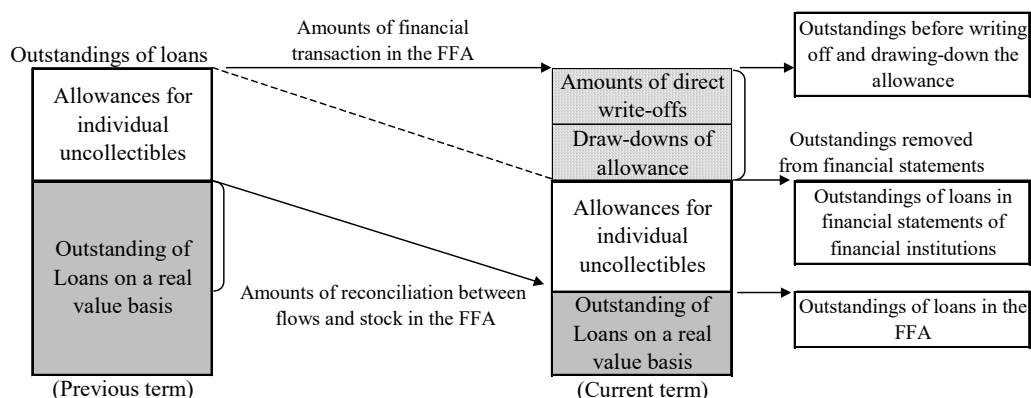 Outstandings of loans
Allowances for
individual
uncollectibles
Outstanding of
Loans on a real
value basis
(Previous term)
Amounts of financial
transaction in the FFA
Amounts of reconciliation between
flows and stock in the FFA
Amounts of direct
write-offs
Draw-downs of
allowance
Allowances for
individual
uncollectibles
Outstanding of
Loans on a real
value basis
(Current term)
Outstandings before writing
off and drawing-down the
allowance
Outstandings removed
from financial statements
Outstandings of loans in
financial statements of
financial institutions
Outstandings of loans in the
FFA